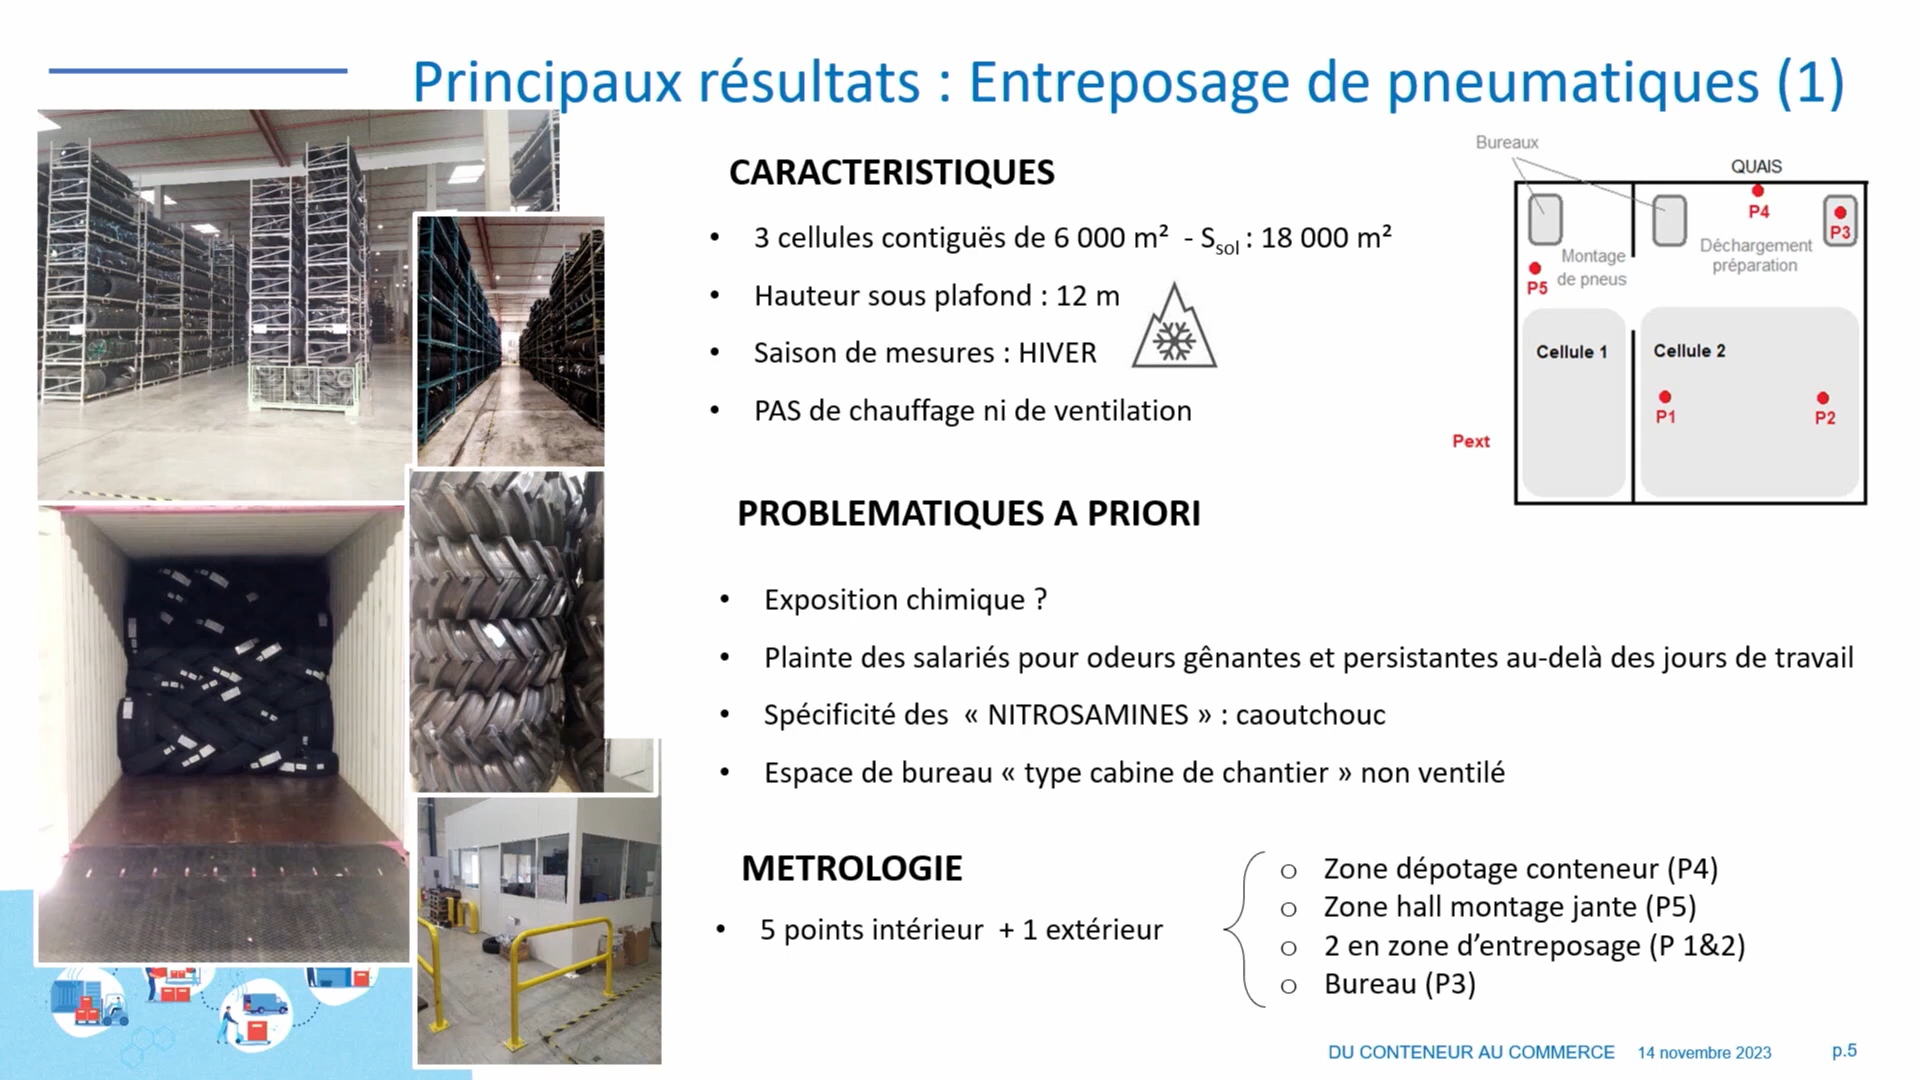 Principaux résultats : Entreposage de pneumatiques (1)
CARACTERISTIQUES
• 3 cellules contiguës de 6 000 m² - Ssol : 18 000 m²
• Hauteur sous plafond : 12 m
• Saison de mesures : HIVER
• PAS de chauffage ni de ventilation
Bureaux
QUAIS
P4
P3
Déchargement
préparation
Montage
de pneus
P5
Cellule 1
Cellule 2
P1
P2
Pext
PROBLEMATIQUES A PRIORI
• Exposition chimique ?
• Plainte des salariés pour odeurs gênantes et persistantes au-delà des jours de travail
• Spécificité des « NITROSAMINES » : caoutchouc
• Espace de bureau « type cabine de chantier » non ventilé
METROLOGIE
• 5 points intérieur + 1 extérieur
o Zone dépotage conteneur (P4)
o Zone hall montage jante (P5)
o 2 en zone d’entreposage (P 1&2)
o Bureau (P3)
DU CONTENEUR AU COMMERCE 14 novembre 2023 p.5